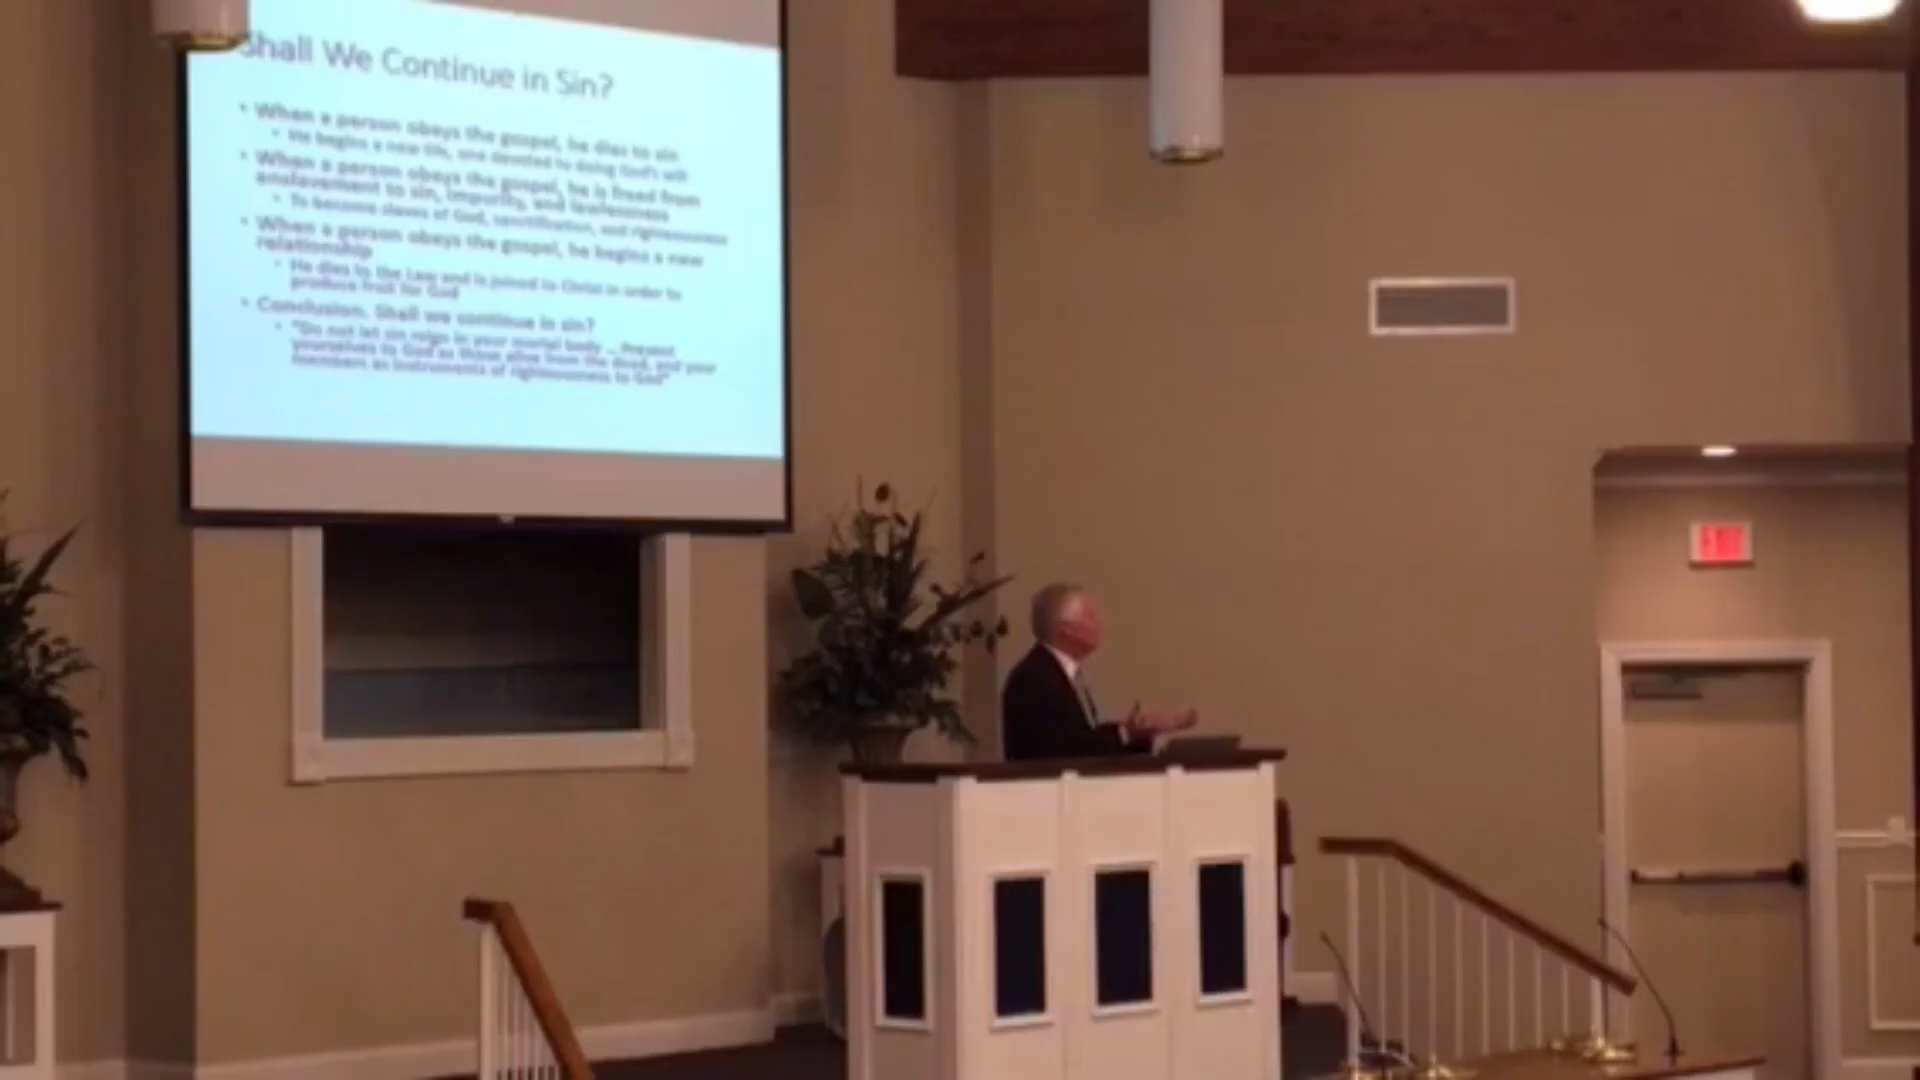 Shall We Continue in Sin?
• When a person obeys the gospel, he dies to sin
• He begins a new life, one devoted to doing God's will
• When a person obeys the gospel, he is freed from
enslavement to sin, impurity, and lawlessness
• To become slaves of God, sanctification, and righteousness
• When a person obeys the gospel, he begins a new
relationship
• He dies to the Law and is joined to Christ in order to
produce fruit for God
• Conclusion. Shall we continue in sin?
• "Do not let sin reign in your mortal body ... Present
yourselves to God as those alive from the dead, and your
members as instruments of righteousness to God"
EXIT